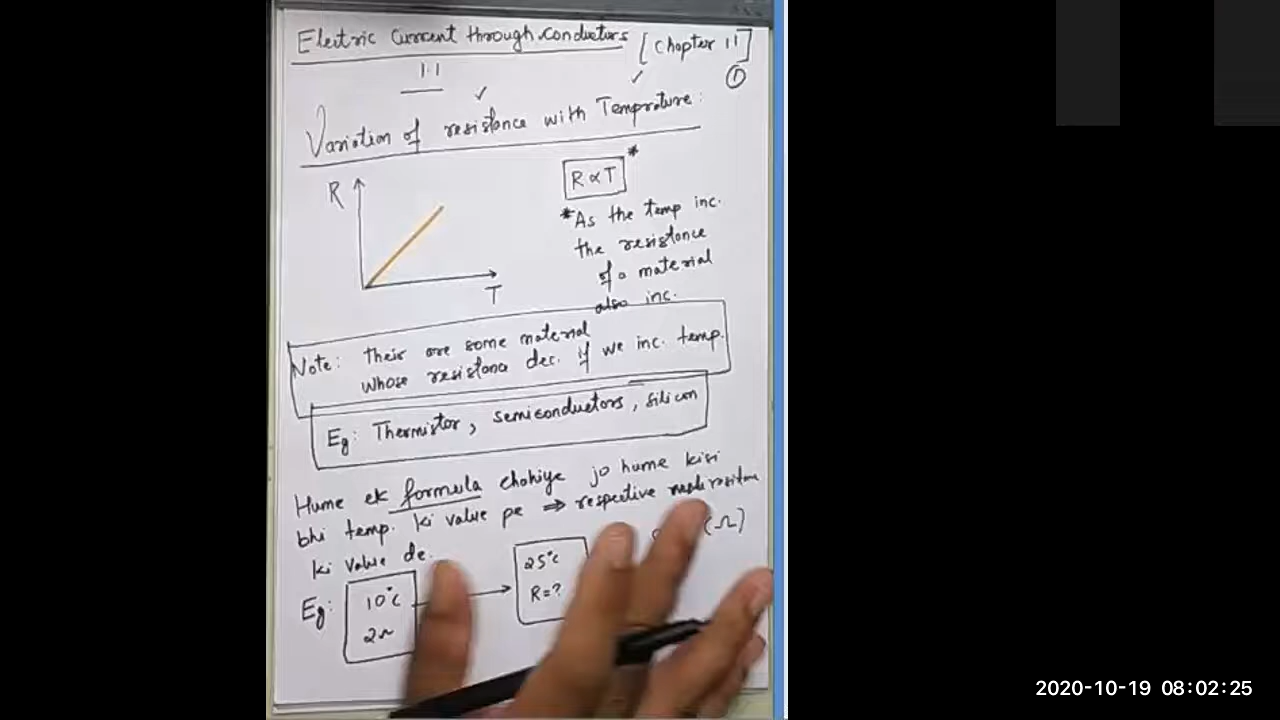 Electric Current through conductors [Chapter 11]
11
①
Variation of resistance with Temprature:
R
T
R ∝ T *
*As the temp inc.
the resistance
of a material
also inc.
Note: Their are some material
whose resistance dec. if we inc. temp.
Eg: Thermistor, semiconductors, silicon
Hume ek formula chahiye jo hume kisi
bhi temp. ki value pe ⇒ respective
ki value de. (Ω)
Eg: 10°C
2Ω
25°C
R=?
2020-10-19 08:02:25